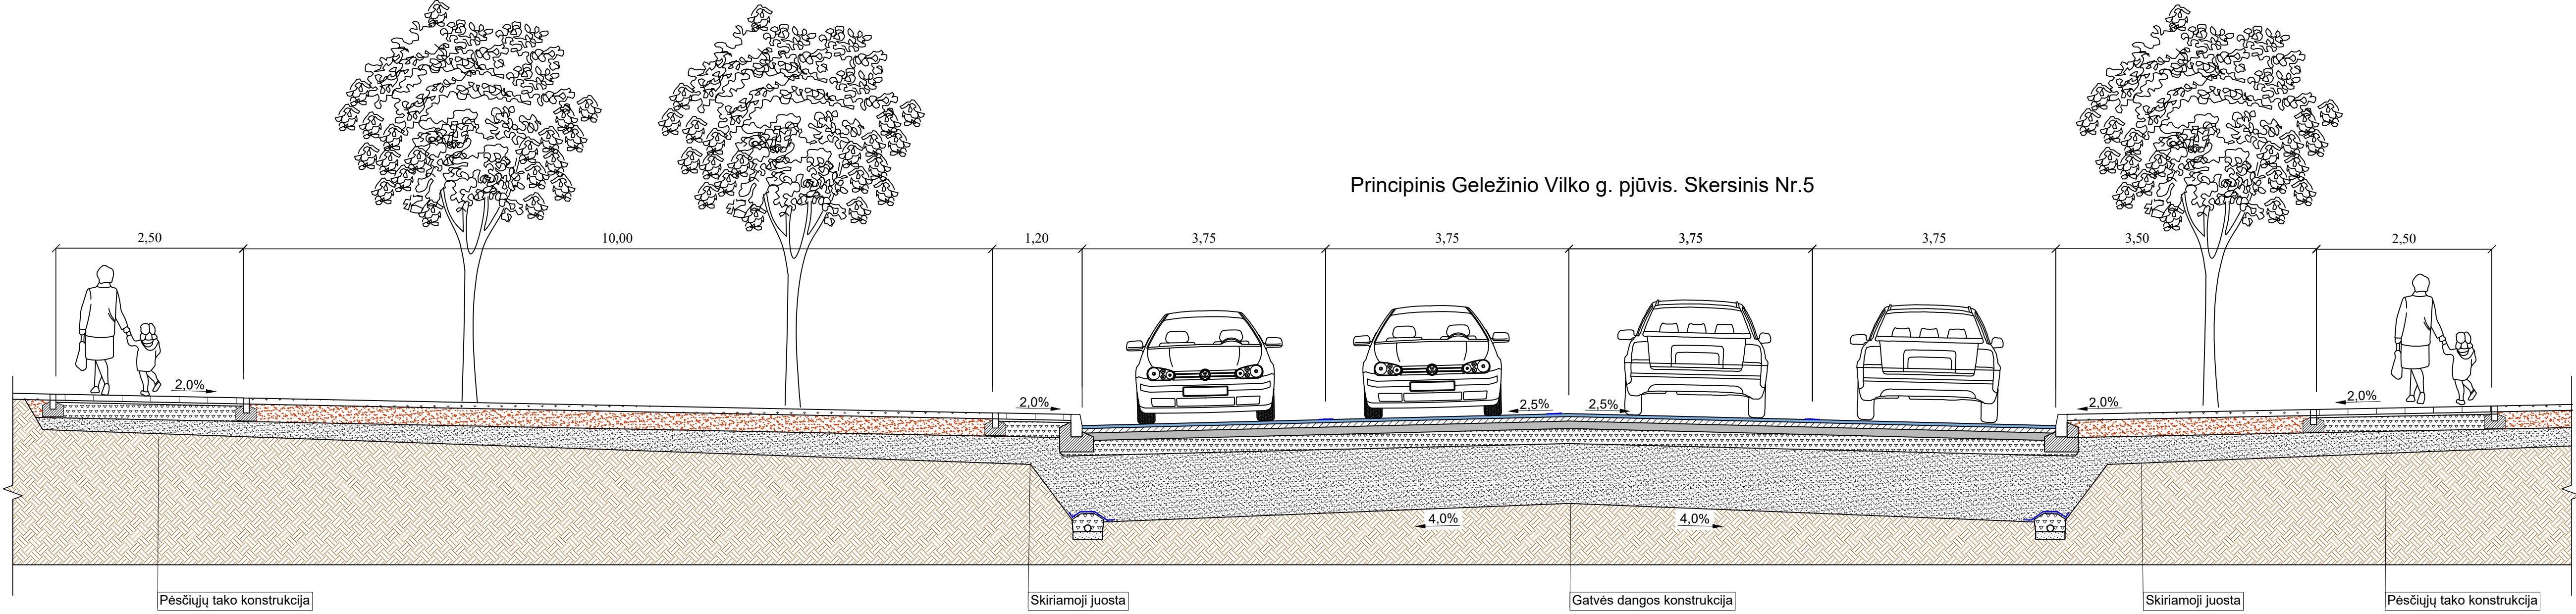 Principinis Geležinio Vilko g. pjūvis. Skersinis Nr.5
2,50 10,00 1,20 3,75 3,75 3,75 3,75 3,50 2,50
2,0% 2,0% 2,5% 2,5% 2,0% 2,0%
4,0% 4,0%
Pėsčiųjų tako konstrukcija
Skiriamoji juosta
Gatvės dangos konstrukcija
Skiriamoji juosta
Pėsčiųjų tako konstrukcija